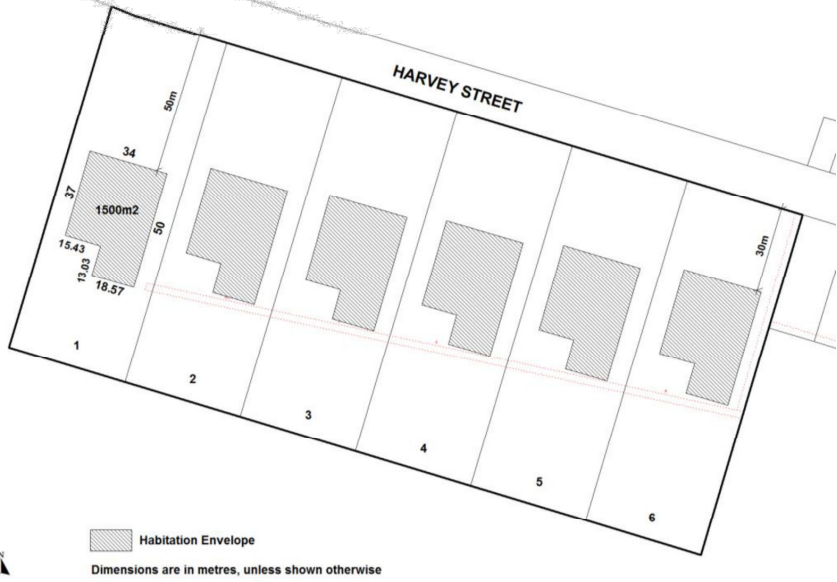 HARVEY STREET
50m
34
37
1500m2
50
15.43
13.03
18.57
30m
1
2
3
4
5
6
Habitation Envelope
N
Dimensions are in metres, unless shown otherwise